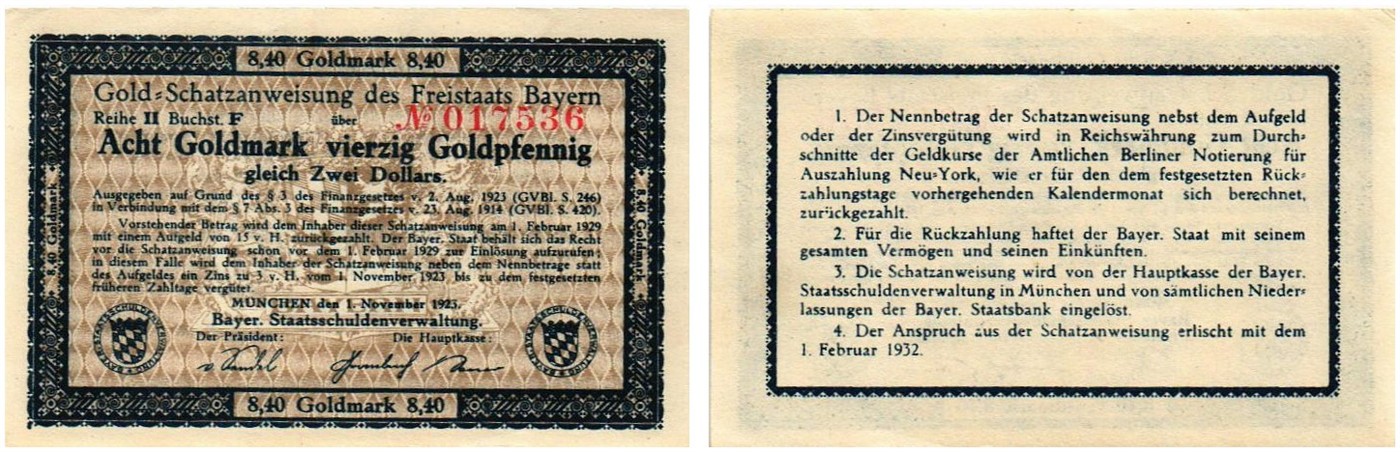 8,40 Goldmark 8,40
Gold=Schatzanweisung des Freistaats Bayern
Reihe II Buchst. F über № 017536
Acht Goldmark vierzig Goldpfennig
gleich Zwei Dollars.
Ausgegeben auf Grund des § 3 des Finanzgesetzes v. 2. Aug. 1923 (GVBl. S. 246)
in Verbindung mit dem § 7 Abs. 3 des Finanzgesetzes v. 23. Aug. 1914 (GVBl. S. 420).
Vorstehender Betrag wird dem Inhaber dieser Schatzanweisung am 1. Februar 1929
mit einem Aufgeld von 15 v. H. zurückgezahlt. Der Bayer. Staat behält sich das Recht
vor die Schatzanweisung schon vor dem 1. Februar 1929 zur Einlösung aufzurufen;
in diesem Falle wird dem Inhaber der Schatzanweisung neben dem Nennbetrage statt
des Aufgeldes ein Zins zu 3 v. H. vom 1. November 1923 bis zu dem festgesetzten
früheren Zahltage vergütet.
MÜNCHEN den 1. November 1923.
Bayer. Staatsschuldenverwaltung.
Der Präsident: Die Hauptkasse:
8,40 Goldmark 8,40
8,40 Goldmark
8,40 Goldmark
1. Der Nennbetrag der Schatzanweisung nebst dem Aufgeld
oder der Zinsvergütung wird in Reichswährung zum Durch=
schnitte der Geldkurse der Amtlichen Berliner Notierung für
Auszahlung Neu=York, wie er für den dem festgesetzten Rück=
zahlungstage vorhergehenden Kalendermonat sich berechnet,
zurückgezahlt.
2. Für die Rückzahlung haftet der Bayer. Staat mit seinem
gesamten Vermögen und seinen Einkünften.
3. Die Schatzanweisung wird von der Hauptkasse der Bayer.
Staatsschuldenverwaltung in München und von sämtlichen Nieder=
lassungen der Bayer. Staatsbank eingelöst.
4. Der Anspruch aus der Schatzanweisung erlischt mit dem
1. Februar 1932.